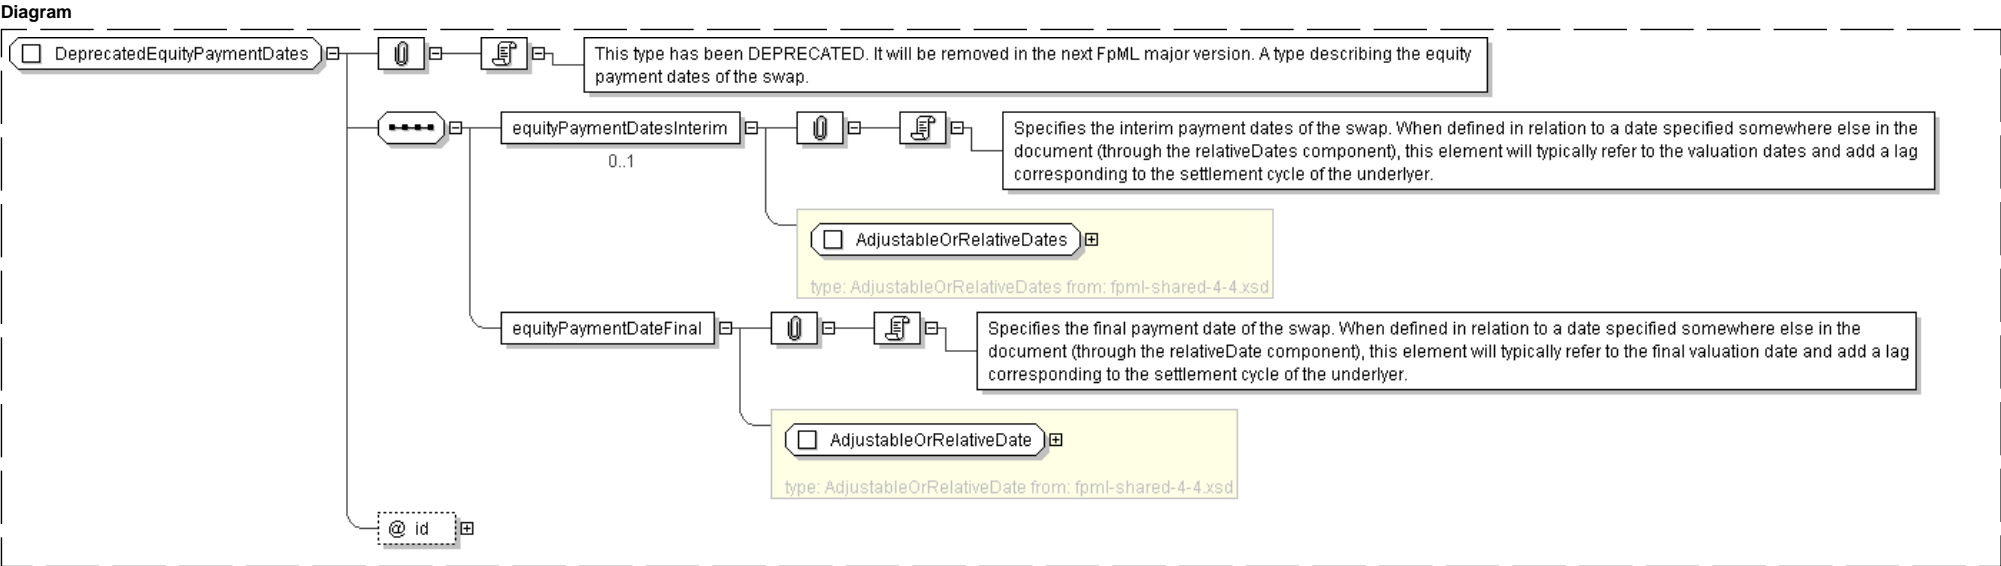 Diagram
DeprecatedEquityPaymentDates
This type has been DEPRECATED. It will be removed in the next FpML major version. A type describing the equity
payment dates of the swap.
equityPaymentDatesInterim
0..1
Specifies the interim payment dates of the swap. When defined in relation to a date specified somewhere else in the
document (through the relativeDates component), this element will typically refer to the valuation dates and add a lag
corresponding to the settlement cycle of the underlyer.
AdjustableOrRelativeDates
type: AdjustableOrRelativeDates from: fpml-shared-4-4.xsd
equityPaymentDateFinal
Specifies the final payment date of the swap. When defined in relation to a date specified somewhere else in the
document (through the relativeDate component), this element will typically refer to the final valuation date and add a lag
corresponding to the settlement cycle of the underlyer.
AdjustableOrRelativeDate
type: AdjustableOrRelativeDate from: fpml-shared-4-4.xsd
@ id